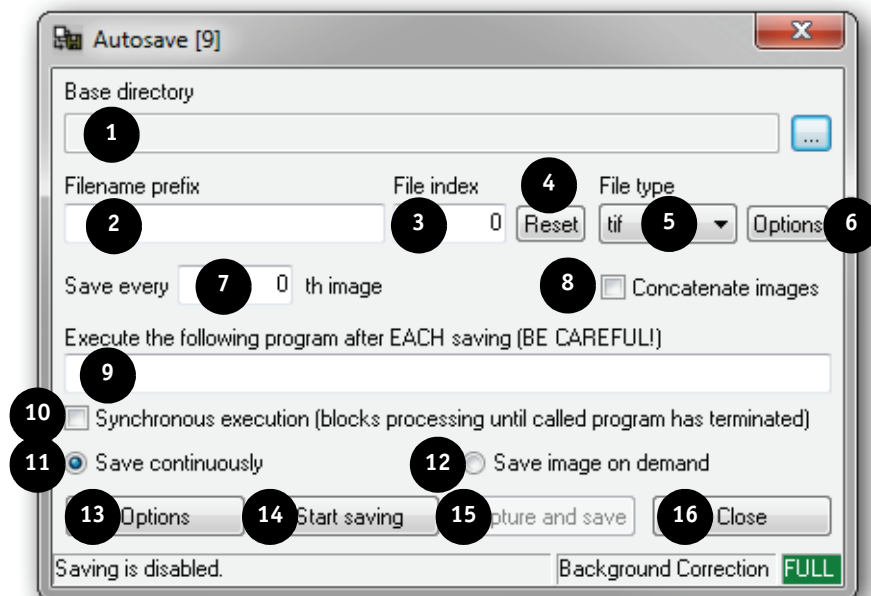 Autosave [9]
Base directory
1 ...
Filename prefix File index 4 File type
2 3 0 Reset tif 5 Options 6
Save every 7 0 th image 8 Concatenate images
Execute the following program after EACH saving (BE CAREFUL!)
9
10 Synchronous execution (blocks processing until called program has terminated)
11 Save continuously 12 Save image on demand
13 Options 14 Start saving 15 pture and save 16 Close
Saving is disabled. Background Correction FULL